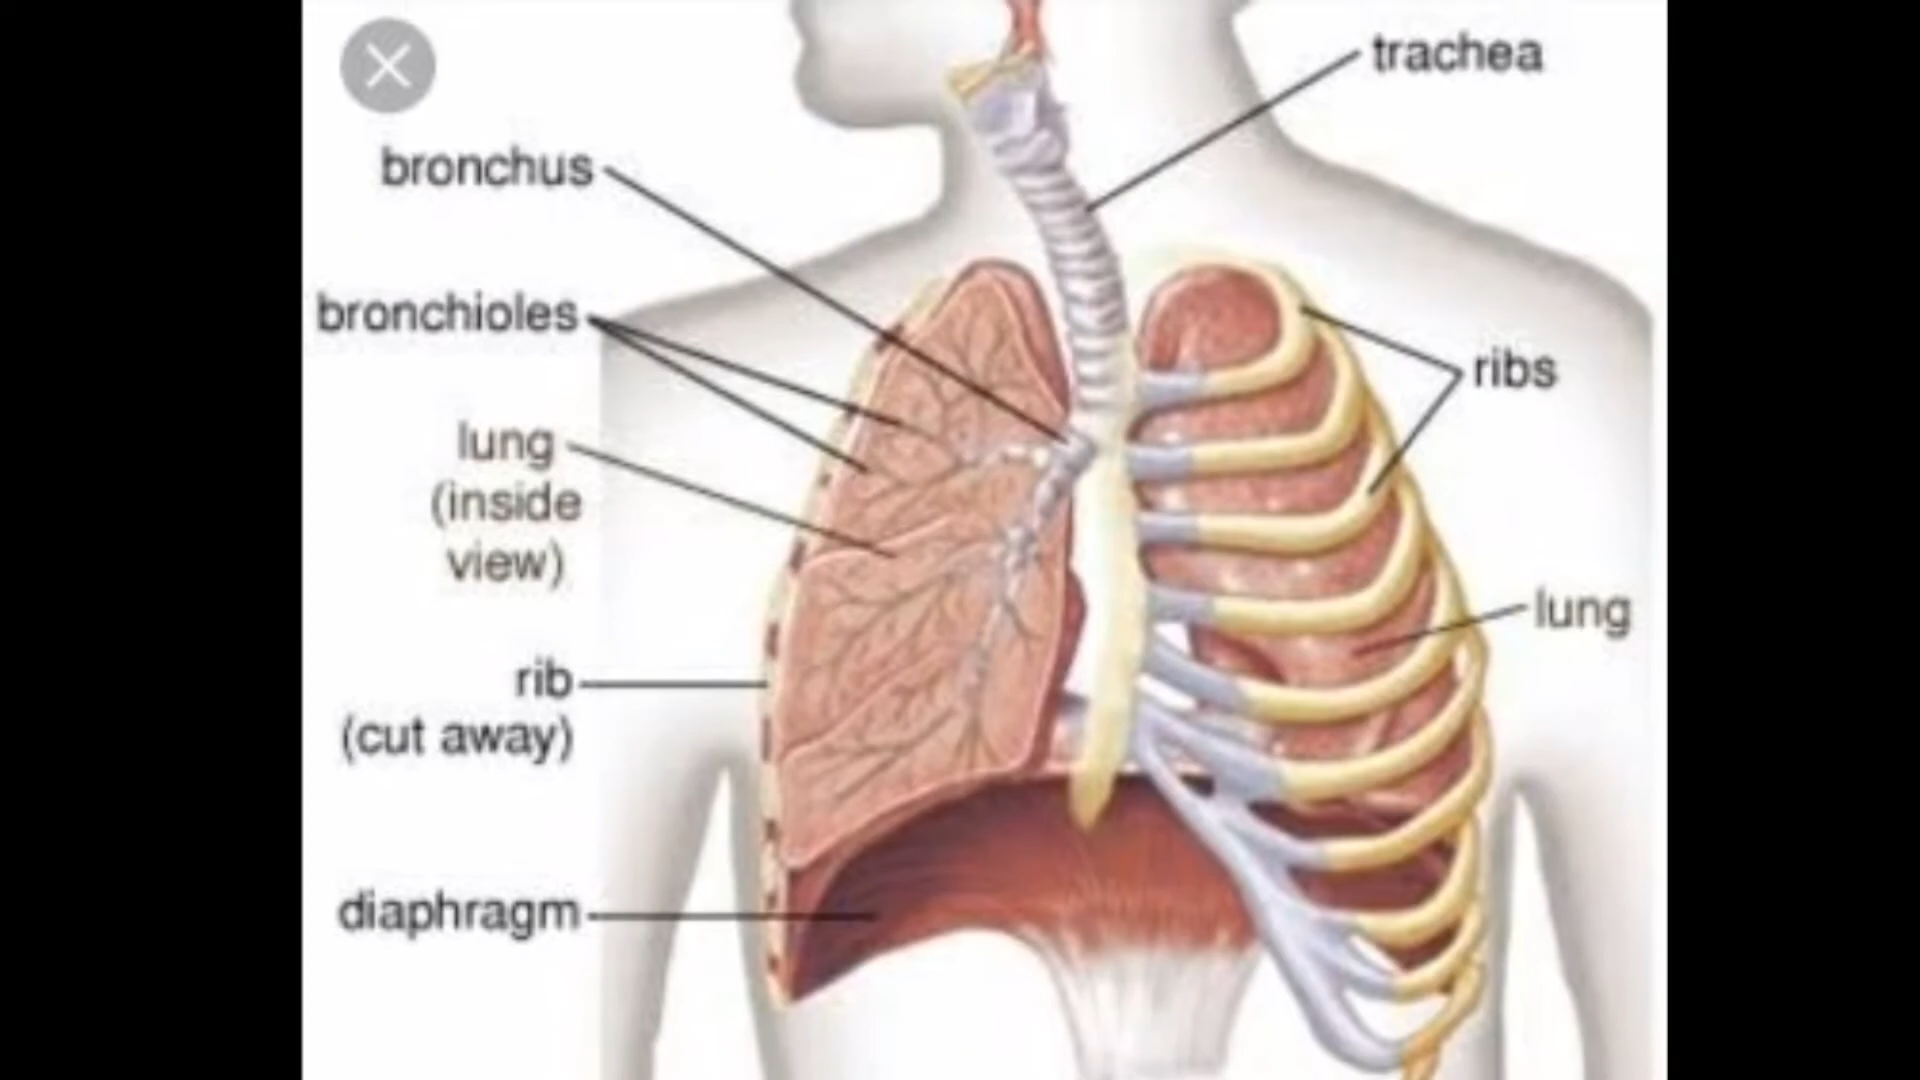 trachea
bronchus
bronchioles
ribs
lung
(inside
view)
lung
rib
(cut away)
diaphragm